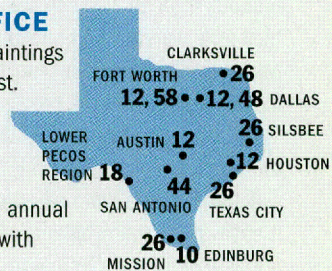 FICE
aintings
st.
CLARKSVILLE
26
FORT WORTH
12, 58
12, 48 DALLAS
26 SILSBEE
LOWER
PECOS
REGION 18
AUSTIN 12
12 HOUSTON
44
SAN ANTONIO
26
TEXAS CITY
annual
with
26
MISSION
10 EDINBURG